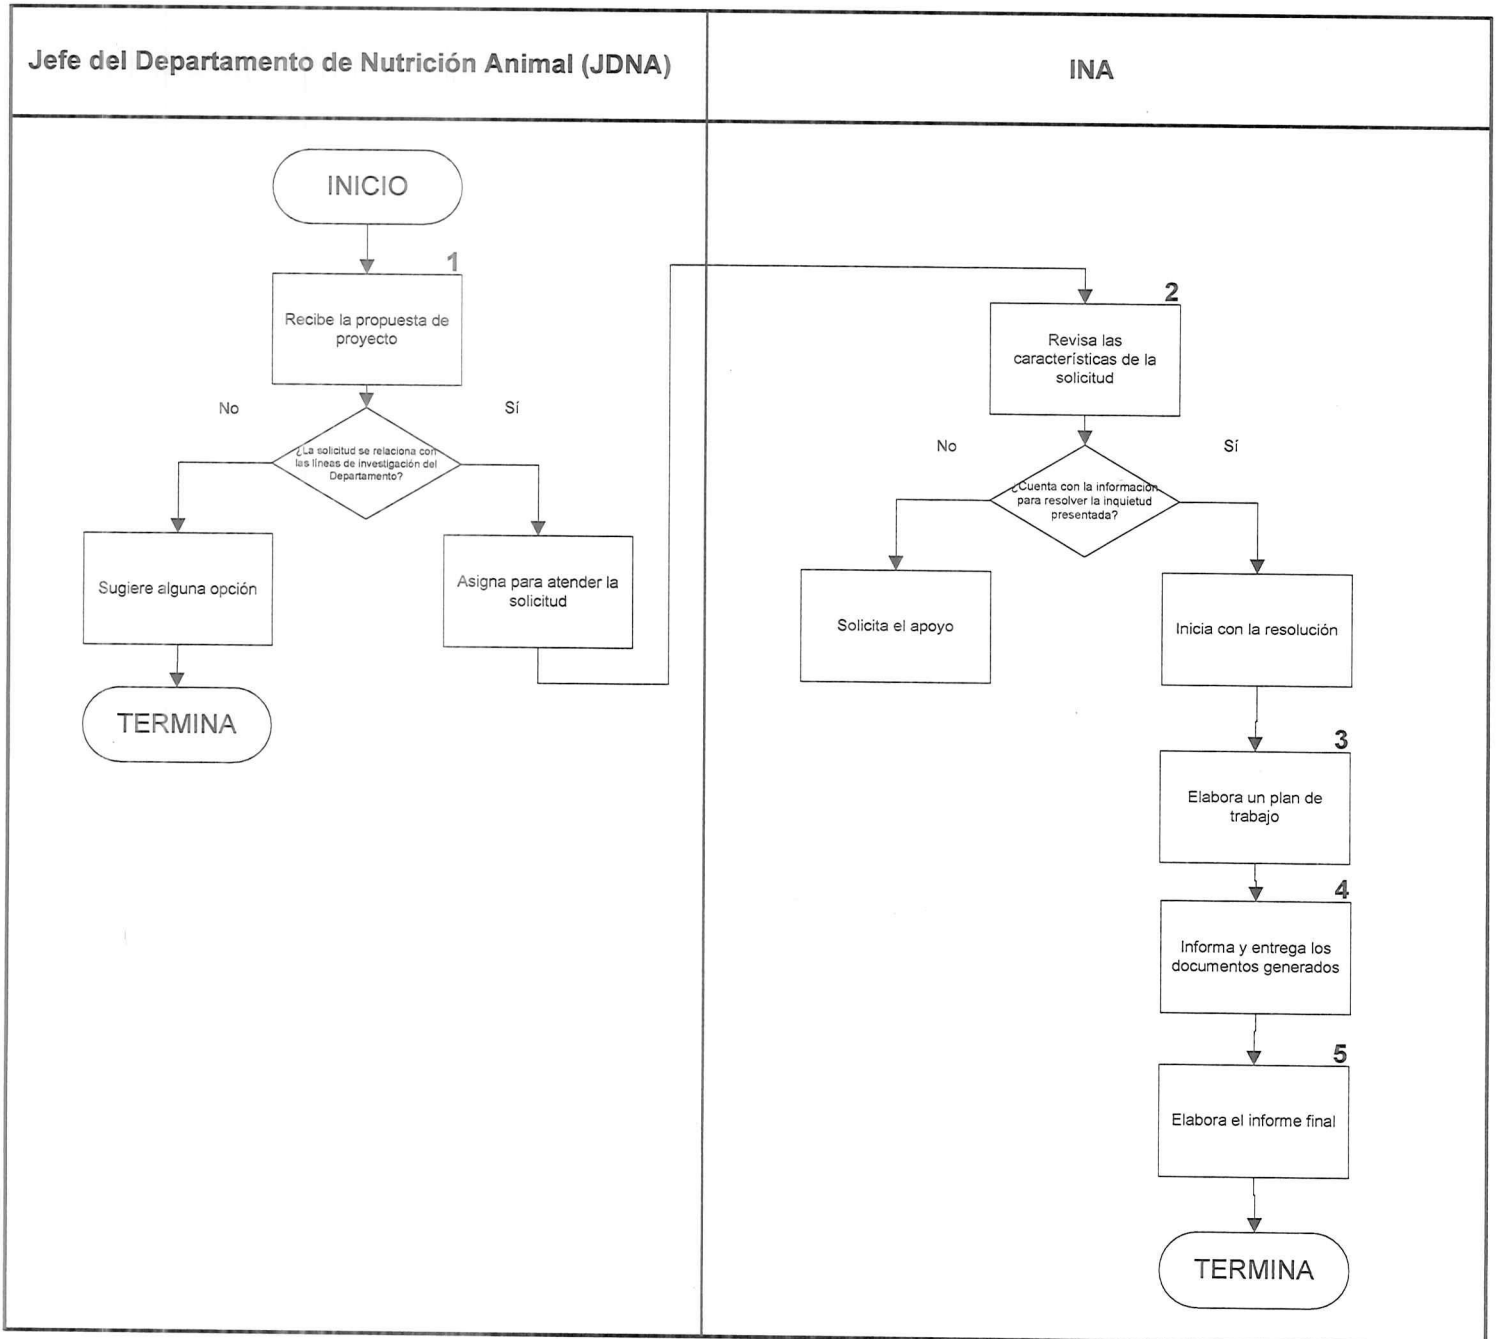 Jefe del Departamento de Nutrición Animal (JDNA)
INA
INICIO
1
Recibe la propuesta de
proyecto
No
Sí
¿La solicitud se relaciona con
las líneas de investigación del
Departamento?
Sugiere alguna opción
Asigna para atender la
solicitud
TERMINA
2
Revisa las
características de la
solicitud
No
Sí
¿Cuenta con la información
para resolver la inquietud
presentada?
Solicita el apoyo
Inicia con la resolución
3
Elabora un plan de
trabajo
4
Informa y entrega los
documentos generados
5
Elabora el informe final
TERMINA